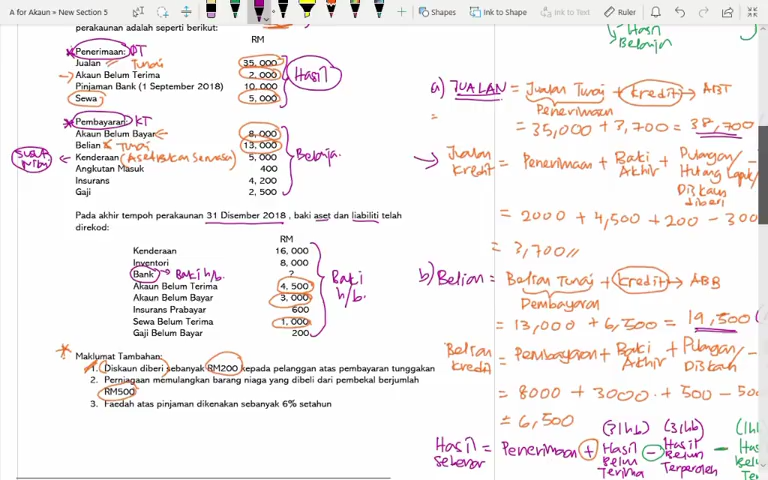 A for Akaun » New Section 5
Shapes
Ink to Shape
Ink to Text
Ruler
perakaunan adalah seperti berikut:
RM
Penerimaan: DT
Jualan Tunai 35, 000
Akaun Belum Terima 2, 000
Pinjaman Bank (1 September 2018) 10, 000
Sewa 5, 000
Hasil
Pembayaran: KT
Akaun Belum Bayar 8, 000
Belian Tunai 13, 000
Kenderaan (Aset Bukan Semasa) 5, 000
Angkutan Masuk 400
Insurans 4, 200
Gaji 2, 500
Belanja
Pada akhir tempoh perakaunan 31 Disember 2018, baki aset dan liabiliti telah
direkod:
RM
Kenderaan 16, 000
Inventori 8, 000
Bank Baki h/b. ?
Akaun Belum Terima 4, 500
Akaun Belum Bayar 3, 000
Insurans Prabayar 600
Sewa Belum Terima 1, 000
Gaji Belum Bayar 200
Baki
h/b.
Maklumat Tambahan:
1. Diskaun diberi sebanyak RM200 kepada pelanggan atas pembayaran tunggakan
2. Perniagaan memulangkan barang niaga yang dibeli dari pembekal berjumlah
RM500
3. Faedah atas pinjaman dikenakan sebanyak 6% setahun
Hasil
Belanja
a) JUALAN = Jualan Tunai + Kredit → ABT
Penerimaan
=
= 35,000 + 3,700 = 38,700
→ Jualan Kredit = Penerimaan + Baki Akhir + Pulangan/ Hutang Lapuk/ Diskaun diberi -
= 2000 + 4,500 + 200 - 300
= 3,700 //
b) Belian = Belian Tunai + Kredit → ABB
Pembayaran
= 13,000 + 6,500 = 19,500
Belian Kredit = Pembayaran + Baki Akhir + Pulangan/ Diskaun -
= 8000 + 3000 + 500 - 500
= 6,500
(31hb) (31hb) (1hb
Hasil sebenar = Penerimaan + Hasil Belum Terima - Hasil Belum Terperoleh - Has